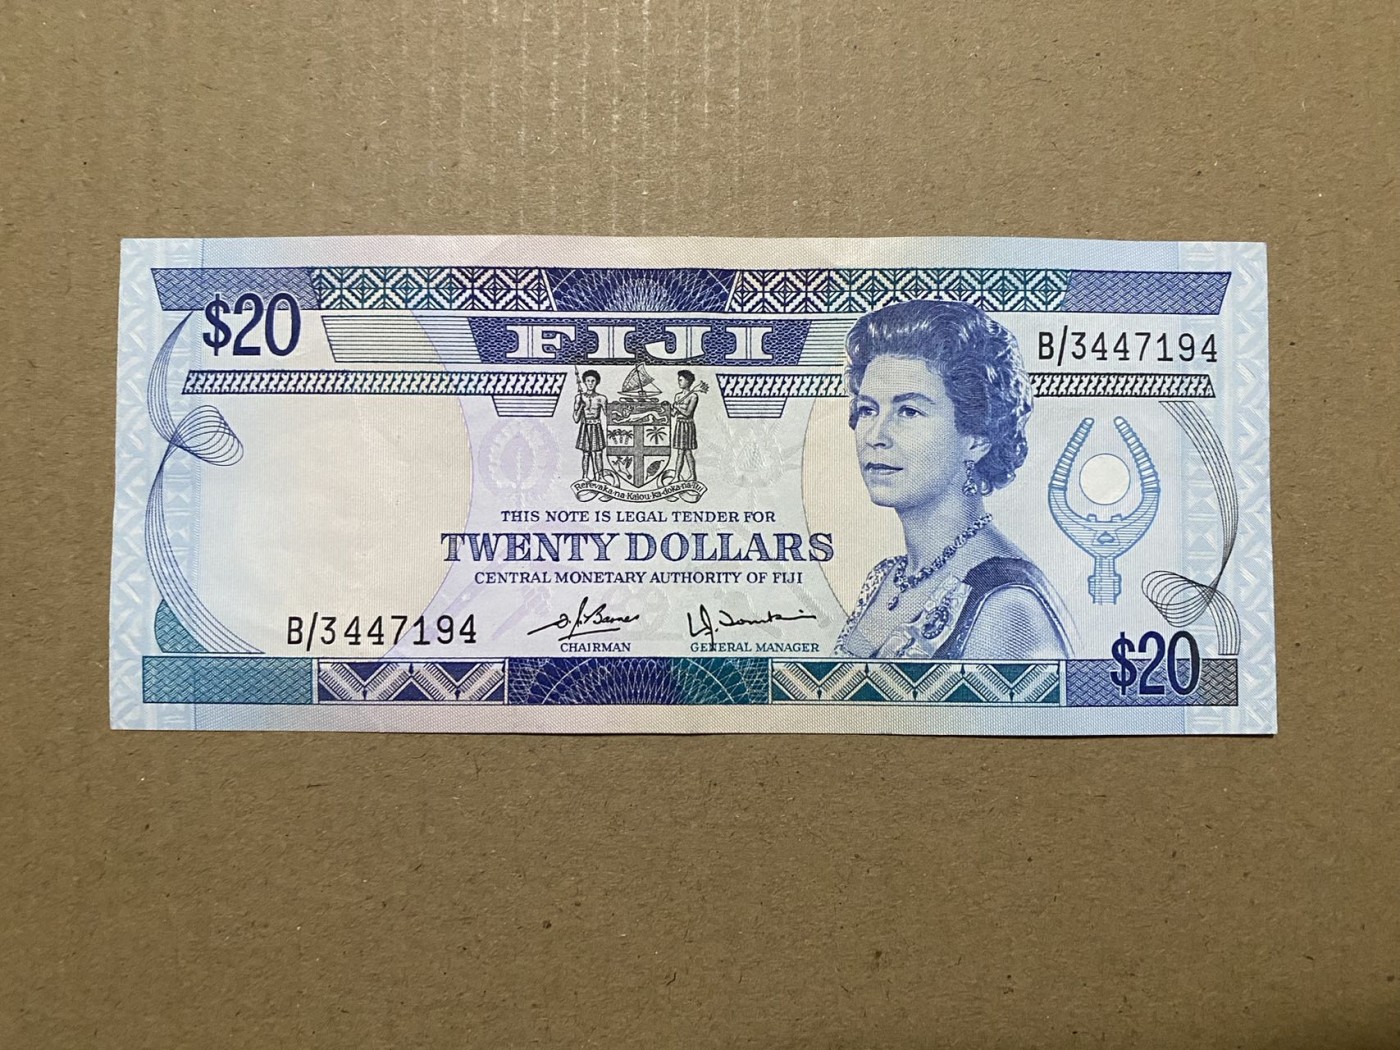 $20
FIJI
B/3447194
Rerevaka·na·Kalou·ka·doka·na·Tui
THIS NOTE IS LEGAL TENDER FOR
TWENTY DOLLARS
CENTRAL MONETARY AUTHORITY OF FIJI
B/3447194
CHAIRMAN
GENERAL MANAGER
$20